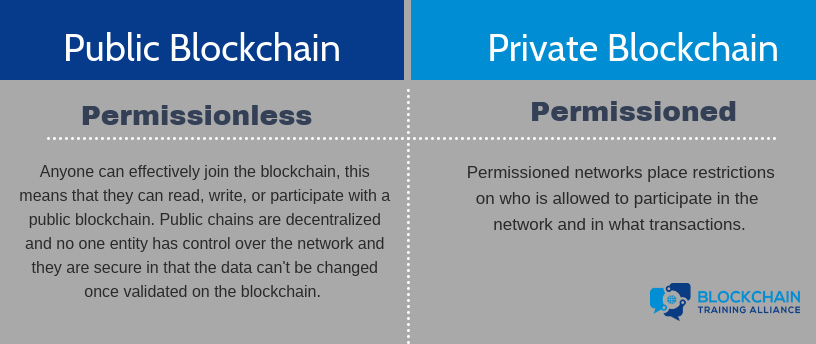 Public Blockchain
Private Blockchain
Permissionless
Anyone can effectively join the blockchain, this
means that they can read, write, or participate with a
public blockchain. Public chains are decentralized
and no one entity has control over the network and
they are secure in that the data can't be changed
once validated on the blockchain.
Permissioned
Permissioned networks place restrictions
on who is allowed to participate in the
network and in what transactions.
BLOCKCHAIN
TRAINING ALLIANCE